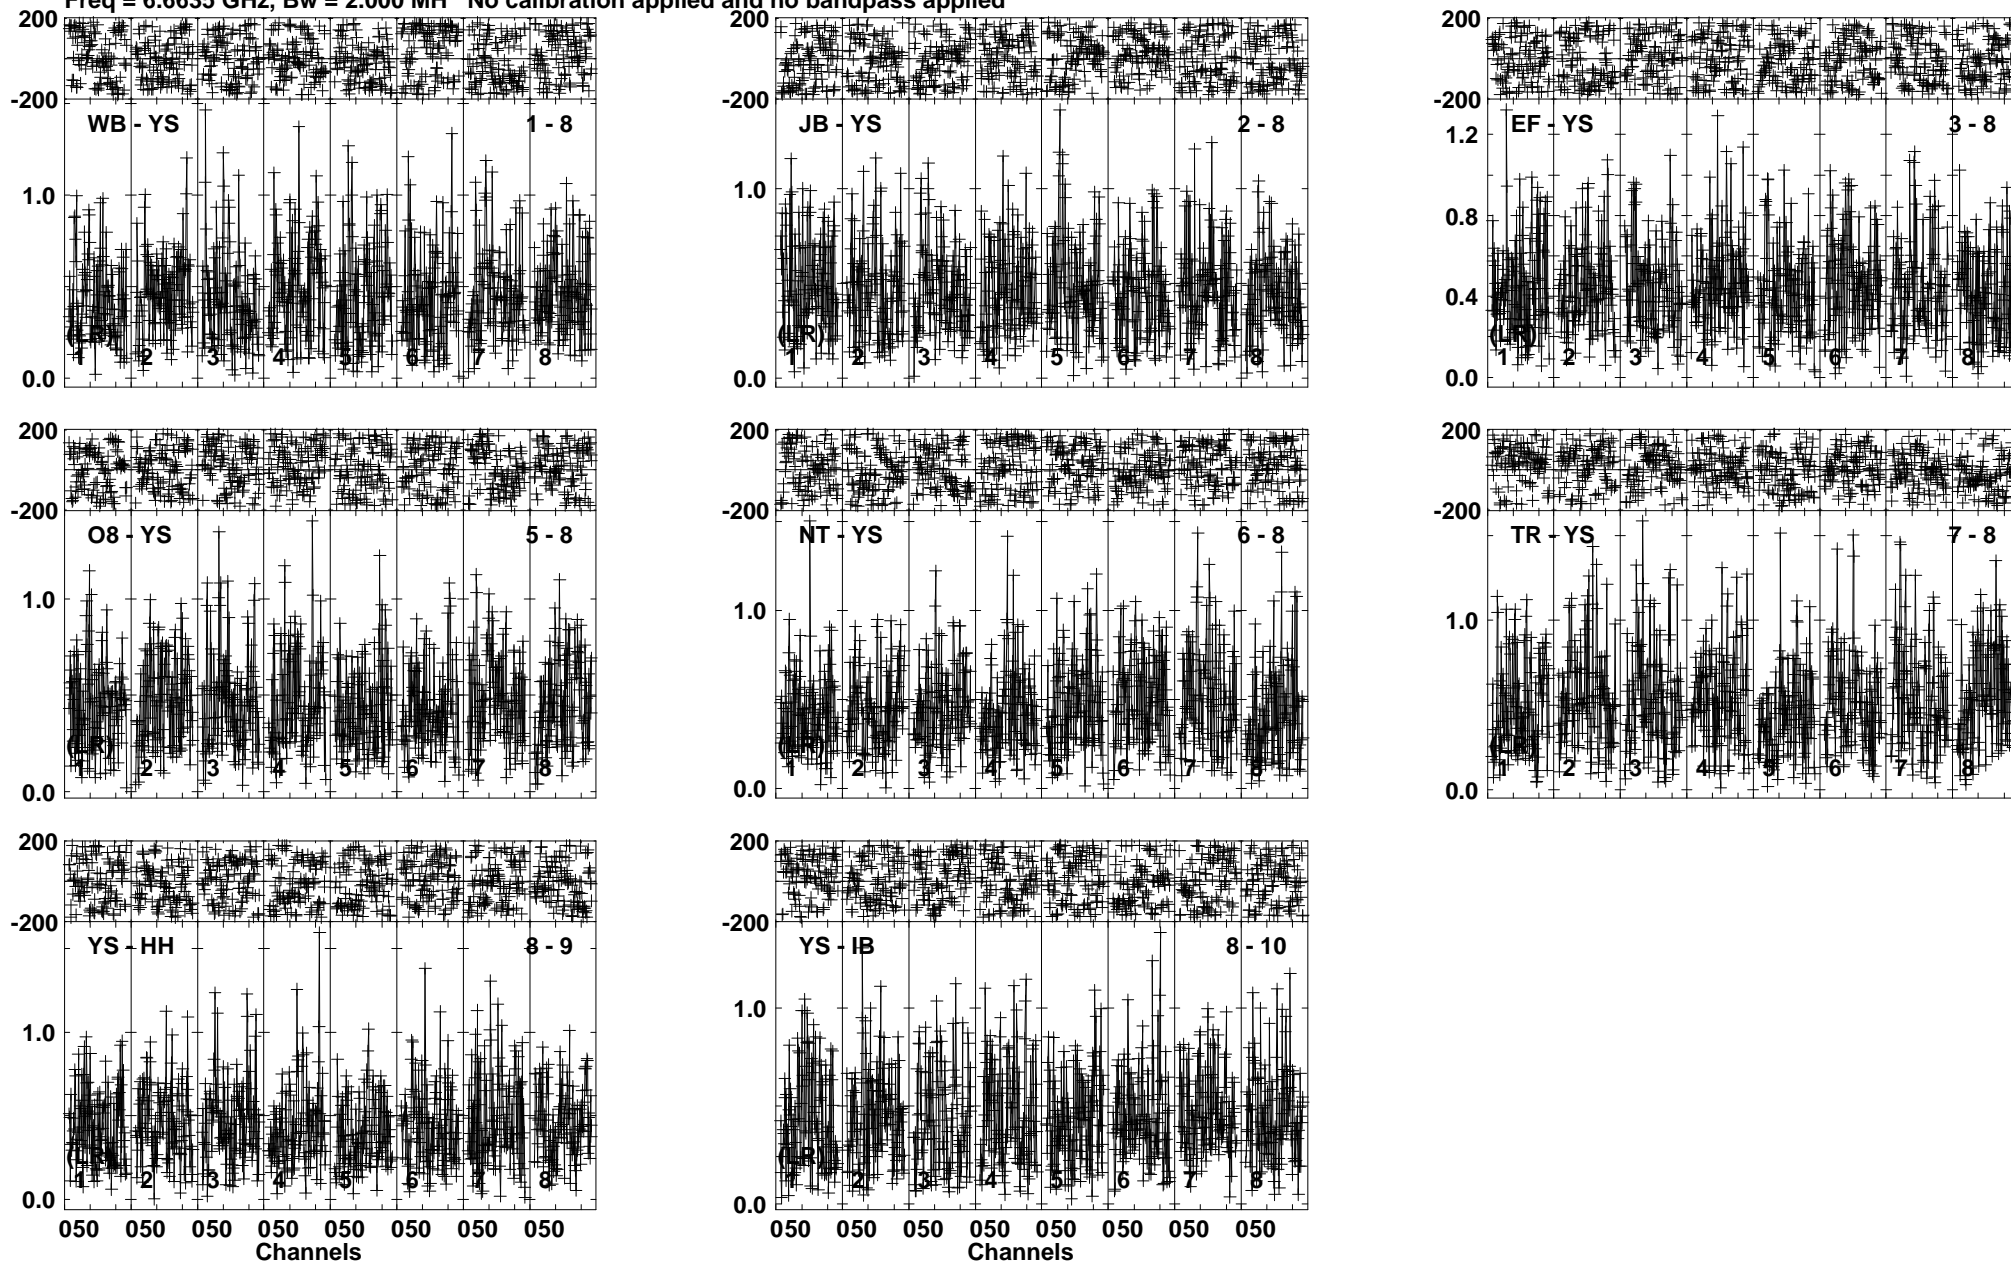 Freq = 6.6635 GHz, Bw = 2.000 MH No calibration applied and no bandpass applied
200 200 200
-200 -200 -200
WB - YS 1 - 8 JB - YS 2 - 8 EF - YS 3 - 8
1.2
1.0 1.0
0.8
0.4
(LR) (LR) (LR)
1 2 3 4 5 6 7 8 1 2 3 4 5 6 7 8 1 2 3 4 5 6 7 8
0.0 0.0 0.0
200 200 200
-200 -200 -200
O8 - YS 5 - 8 NT - YS 6 - 8 TR - YS 7 - 8
1.0 1.0 1.0
(LR) (LR) (LR)
1 2 3 4 5 6 7 8 1 2 3 4 5 6 7 8 1 2 3 4 5 6 7 8
0.0 0.0 0.0
200 200
-200 -200
YS - HH 8 - 9 YS - IB 8 - 10
1.0 1.0
(LR) (LR)
1 2 3 4 5 6 7 8 1 2 3 4 5 6 7 8
0.0 0.0
050 050 050 050 050 050 050 050 050 050 050 050 050 050 050 050
Channels Channels